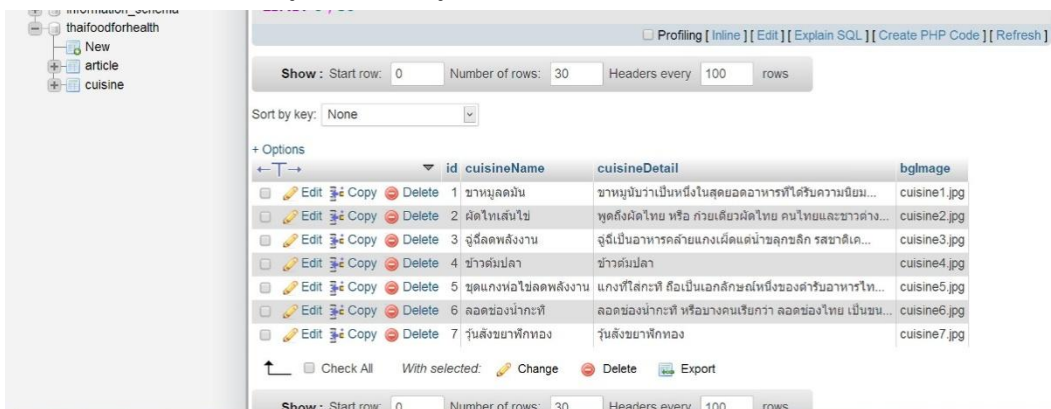 information_schema
thaifoodforhealth
New
article
cuisine
Profiling [ Inline ] [ Edit ] [ Explain SQL ] [ Create PHP Code ] [ Refresh ]
Show : Start row: 0 Number of rows: 30 Headers every 100 rows
Sort by key: None
+ Options
←T→ id cuisineName cuisineDetail bgImage
Edit Copy Delete 1 ขาหมูลดมัน ขาหมูนับว่าเป็นหนึ่งในสุดยอดอาหารที่ได้รับความนิยม... cuisine1.jpg
Edit Copy Delete 2 ผัดไทเส้นไข่ พูดถึงผัดไทย หรือ ก๋วยเตี๋ยวผัดไทย คนไทยและชาวต่าง... cuisine2.jpg
Edit Copy Delete 3 ฉู่ฉี่ลดพลังงาน ฉู่ฉี่เป็นอาหารคล้ายแกงเผ็ดแต่น้ำขลุกขลิก รสชาติเค... cuisine3.jpg
Edit Copy Delete 4 ข้าวต้มปลา ข้าวต้มปลา cuisine4.jpg
Edit Copy Delete 5 ชุดแกงห่อไข่ลดพลังงาน แกงที่ใส่กะทิ ถือเป็นเอกลักษณ์หนึ่งของตำรับอาหารไท... cuisine5.jpg
Edit Copy Delete 6 ลอดช่องน้ำกะทิ ลอดช่องน้ำกะทิ หรือบางคนเรียกว่า ลอดช่องไทย เป็นขน... cuisine6.jpg
Edit Copy Delete 7 วุ้นสังขยาฟักทอง วุ้นสังขยาฟักทอง cuisine7.jpg
Check All With selected: Change Delete Export
Show : Start row: 0 Number of rows: 30 Headers every 100 rows